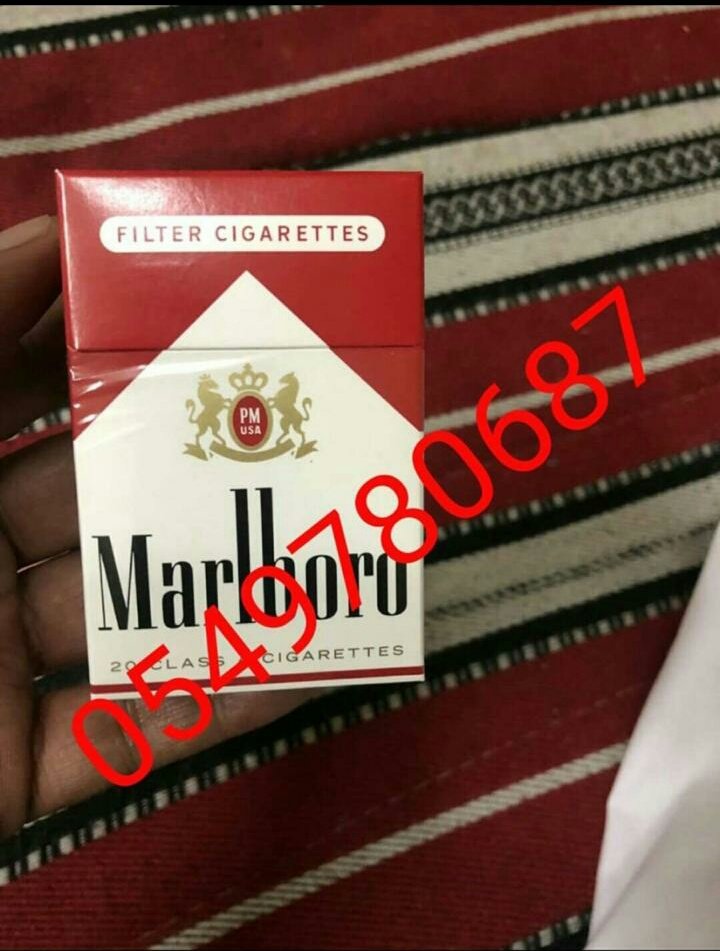 FILTER CIGARETTES
PM
USA
Marlboro
20 CLASS CIGARETTES
0549780687